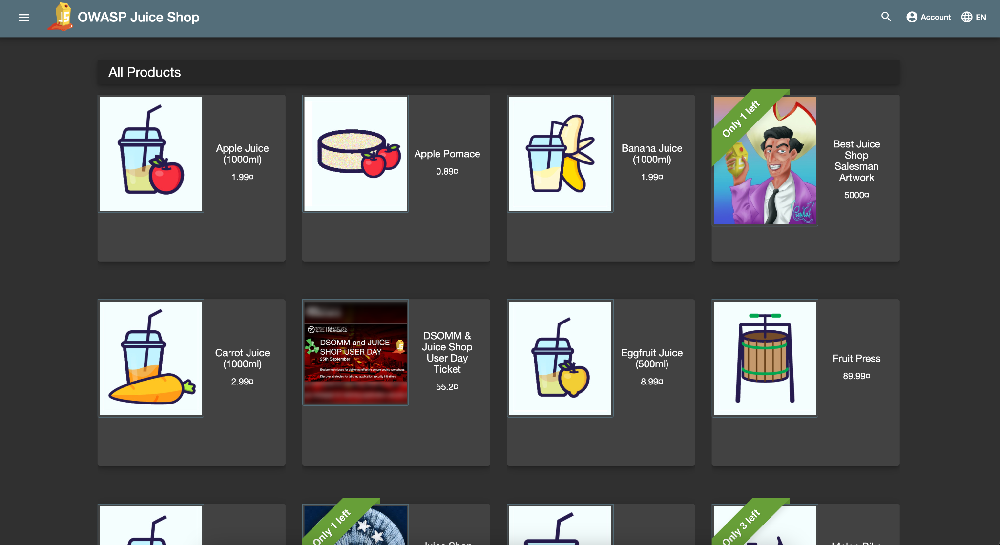 OWASP Juice Shop
Account
EN
All Products
Apple Juice
(1000ml)
1.99¤
Apple Pomace
0.89¤
Banana Juice
(1000ml)
1.99¤
Only 1 left
Best Juice
Shop
Salesman
Artwork
5000¤
Carrot Juice
(1000ml)
2.99¤
SAN SEPT 23-27
FRANCISCO
DSOMM and JUICE
SHOP USER DAY
25th September
Explore techniques for delivering effective secure coding workshops
Discover strategies for tailoring application security initiatives
DSOMM &
Juice Shop
User Day
Ticket
55.2¤
Eggfruit Juice
(500ml)
8.99¤
Fruit Press
89.99¤
Only 1 left
Juice Shop
Only 3 left
Melon Bike